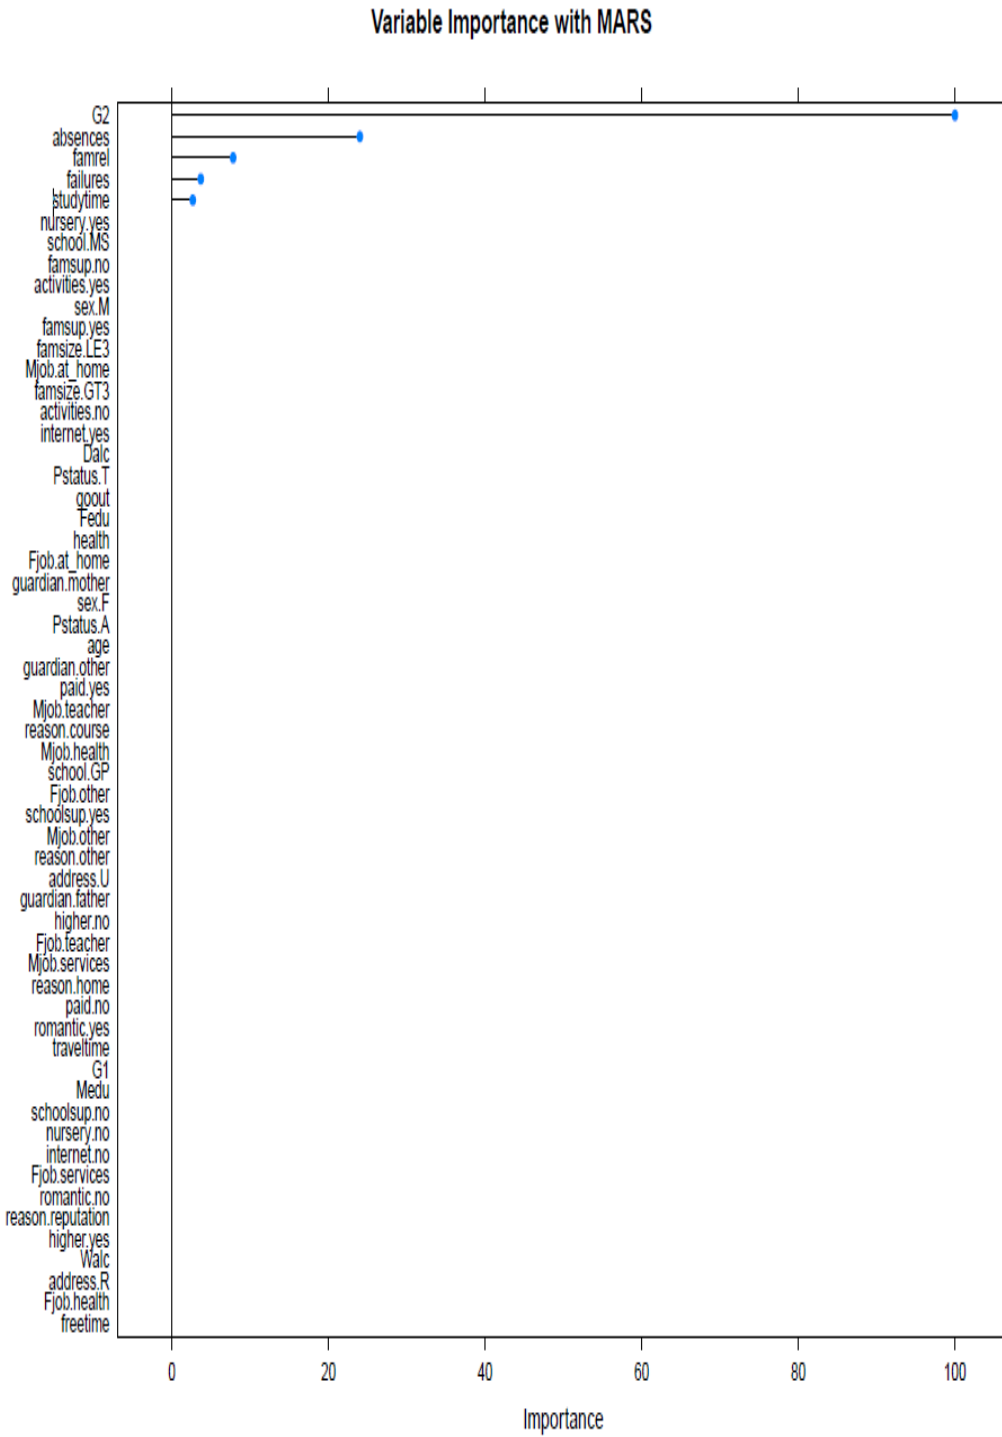 Variable Importance with MARS
G2
absences
famrel
failures
studytime
nursery.yes
school.MS
famsup.no
activities.yes
sex.M
famsup.yes
famsize.LE3
Mjob.at_home
famsize.GT3
activities.no
internet.yes
Dalc
Pstatus.T
goout
Fedu
health
Fjob.at_home
guardian.mother
sex.F
Pstatus.A
age
guardian.other
paid.yes
Mjob.teacher
reason.course
Mjob.health
school.GP
Fjob.other
schoolsup.yes
Mjob.other
reason.other
address.U
guardian.father
higher.no
Fjob.teacher
Mjob.services
reason.home
paid.no
romantic.yes
traveltime
G1
Medu
schoolsup.no
nursery.no
internet.no
Fjob.services
romantic.no
reason.reputation
higher.yes
Walc
address.R
Fjob.health
freetime
0 20 40 60 80 100
Importance